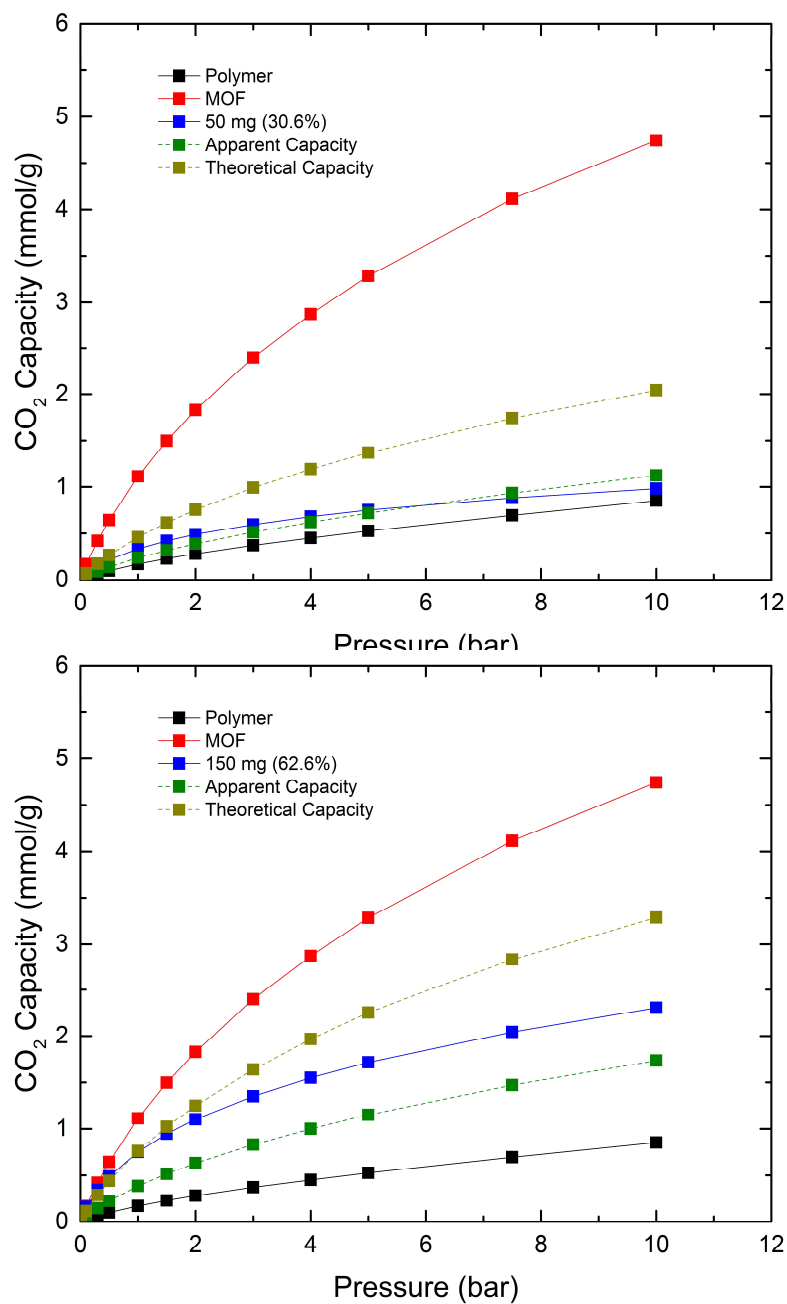 6
5
4
3
2
1
0
CO2 Capacity (mmol/g)
Polymer
MOF
50 mg (30.6%)
Apparent Capacity
Theoretical Capacity
0 2 4 6 8 10 12
Pressure (bar)
6
5
4
3
2
1
0
CO2 Capacity (mmol/g)
Polymer
MOF
150 mg (62.6%)
Apparent Capacity
Theoretical Capacity
0 2 4 6 8 10 12
Pressure (bar)